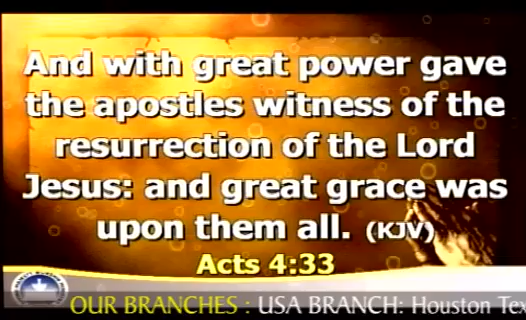 And with great power gave
the apostles witness of the
resurrection of the Lord
Jesus: and great grace was
upon them all. (KJV)
Acts 4:33
OUR BRANCHES : USA BRANCH: Houston Tex